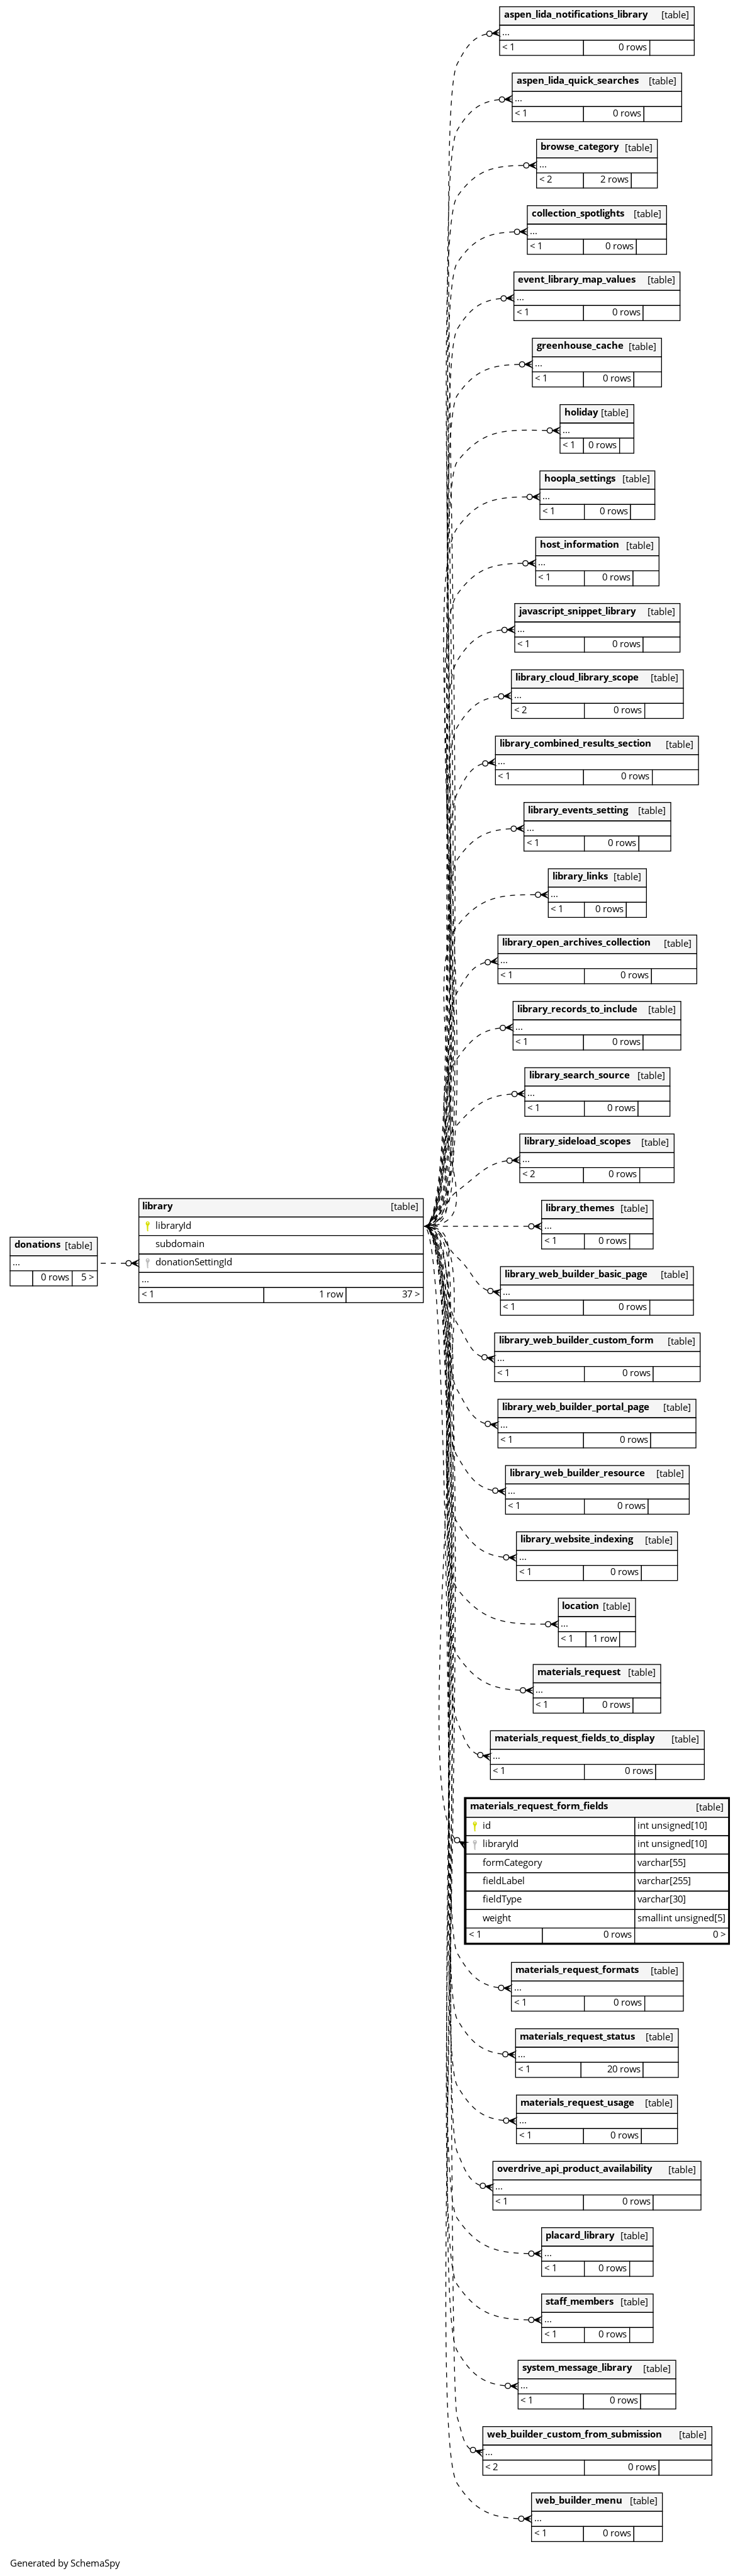 aspen_lida_notifications_library [table]
...
< 1 0 rows
aspen_lida_quick_searches [table]
...
< 1 0 rows
browse_category [table]
...
< 2 2 rows
collection_spotlights [table]
...
< 1 0 rows
event_library_map_values [table]
...
< 1 0 rows
greenhouse_cache [table]
...
< 1 0 rows
holiday [table]
...
< 1 0 rows
hoopla_settings [table]
...
< 1 0 rows
host_information [table]
...
< 1 0 rows
javascript_snippet_library [table]
...
< 1 0 rows
library_cloud_library_scope [table]
...
< 2 0 rows
library_combined_results_section [table]
...
< 1 0 rows
library_events_setting [table]
...
< 1 0 rows
library_links [table]
...
< 1 0 rows
library_open_archives_collection [table]
...
< 1 0 rows
library_records_to_include [table]
...
< 1 0 rows
library_search_source [table]
...
< 1 0 rows
library_sideload_scopes [table]
...
< 2 0 rows
library [table]
libraryId
subdomain
donationSettingId
...
< 1 1 row 37 >
donations [table]
...
0 rows 5 >
library_themes [table]
...
< 1 0 rows
library_web_builder_basic_page [table]
...
< 1 0 rows
library_web_builder_custom_form [table]
...
< 1 0 rows
library_web_builder_portal_page [table]
...
< 1 0 rows
library_web_builder_resource [table]
...
< 1 0 rows
library_website_indexing [table]
...
< 1 0 rows
location [table]
...
< 1 1 row
materials_request [table]
...
< 1 0 rows
materials_request_fields_to_display [table]
...
< 1 0 rows
materials_request_form_fields [table]
id int unsigned[10]
libraryId int unsigned[10]
formCategory varchar[55]
fieldLabel varchar[255]
fieldType varchar[30]
weight smallint unsigned[5]
< 1 0 rows 0 >
materials_request_formats [table]
...
< 1 0 rows
materials_request_status [table]
...
< 1 20 rows
materials_request_usage [table]
...
< 1 0 rows
overdrive_api_product_availability [table]
...
< 1 0 rows
placard_library [table]
...
< 1 0 rows
staff_members [table]
...
< 1 0 rows
system_message_library [table]
...
< 1 0 rows
web_builder_custom_from_submission [table]
...
< 2 0 rows
web_builder_menu [table]
...
< 1 0 rows
Generated by SchemaSpy